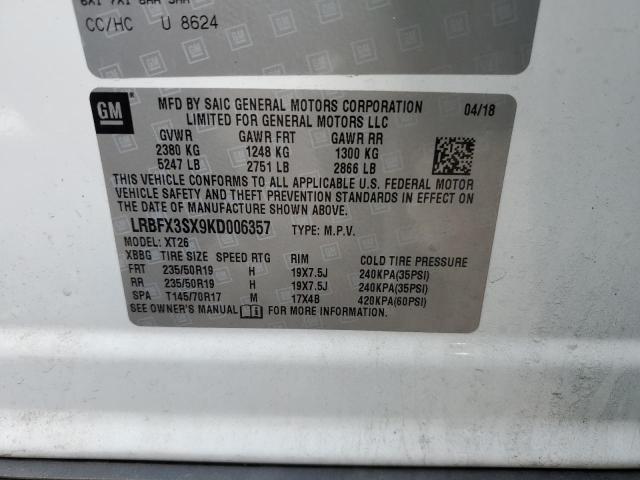 CC/HC U 8624
GM
MFD BY SAIC GENERAL MOTORS CORPORATION 04/18
LIMITED FOR GENERAL MOTORS LLC
GVWR GAWR FRT GAWR RR
2380 KG 1248 KG 1300 KG
5247 LB 2751 LB 2866 LB
THIS VEHICLE CONFORMS TO ALL APPLICABLE U.S. FEDERAL MOTOR
VEHICLE SAFETY AND THEFT PREVENTION STANDARDS IN EFFECT ON
THE DATE OF MANUFACTURE SHOWN ABOVE.
LRBFX3SX9KD006357 TYPE: M.P.V.
MODEL: XT26
XBBG TIRE SIZE SPEED RTG RIM COLD TIRE PRESSURE
FRT 235/50R19 H 19X7.5J 240KPA(35PSI)
RR 235/50R19 H 19X7.5J 240KPA(35PSI)
SPA T145/70R17 M 17X4B 420KPA(60PSI)
SEE OWNER'S MANUAL FOR MORE INFORMATION.